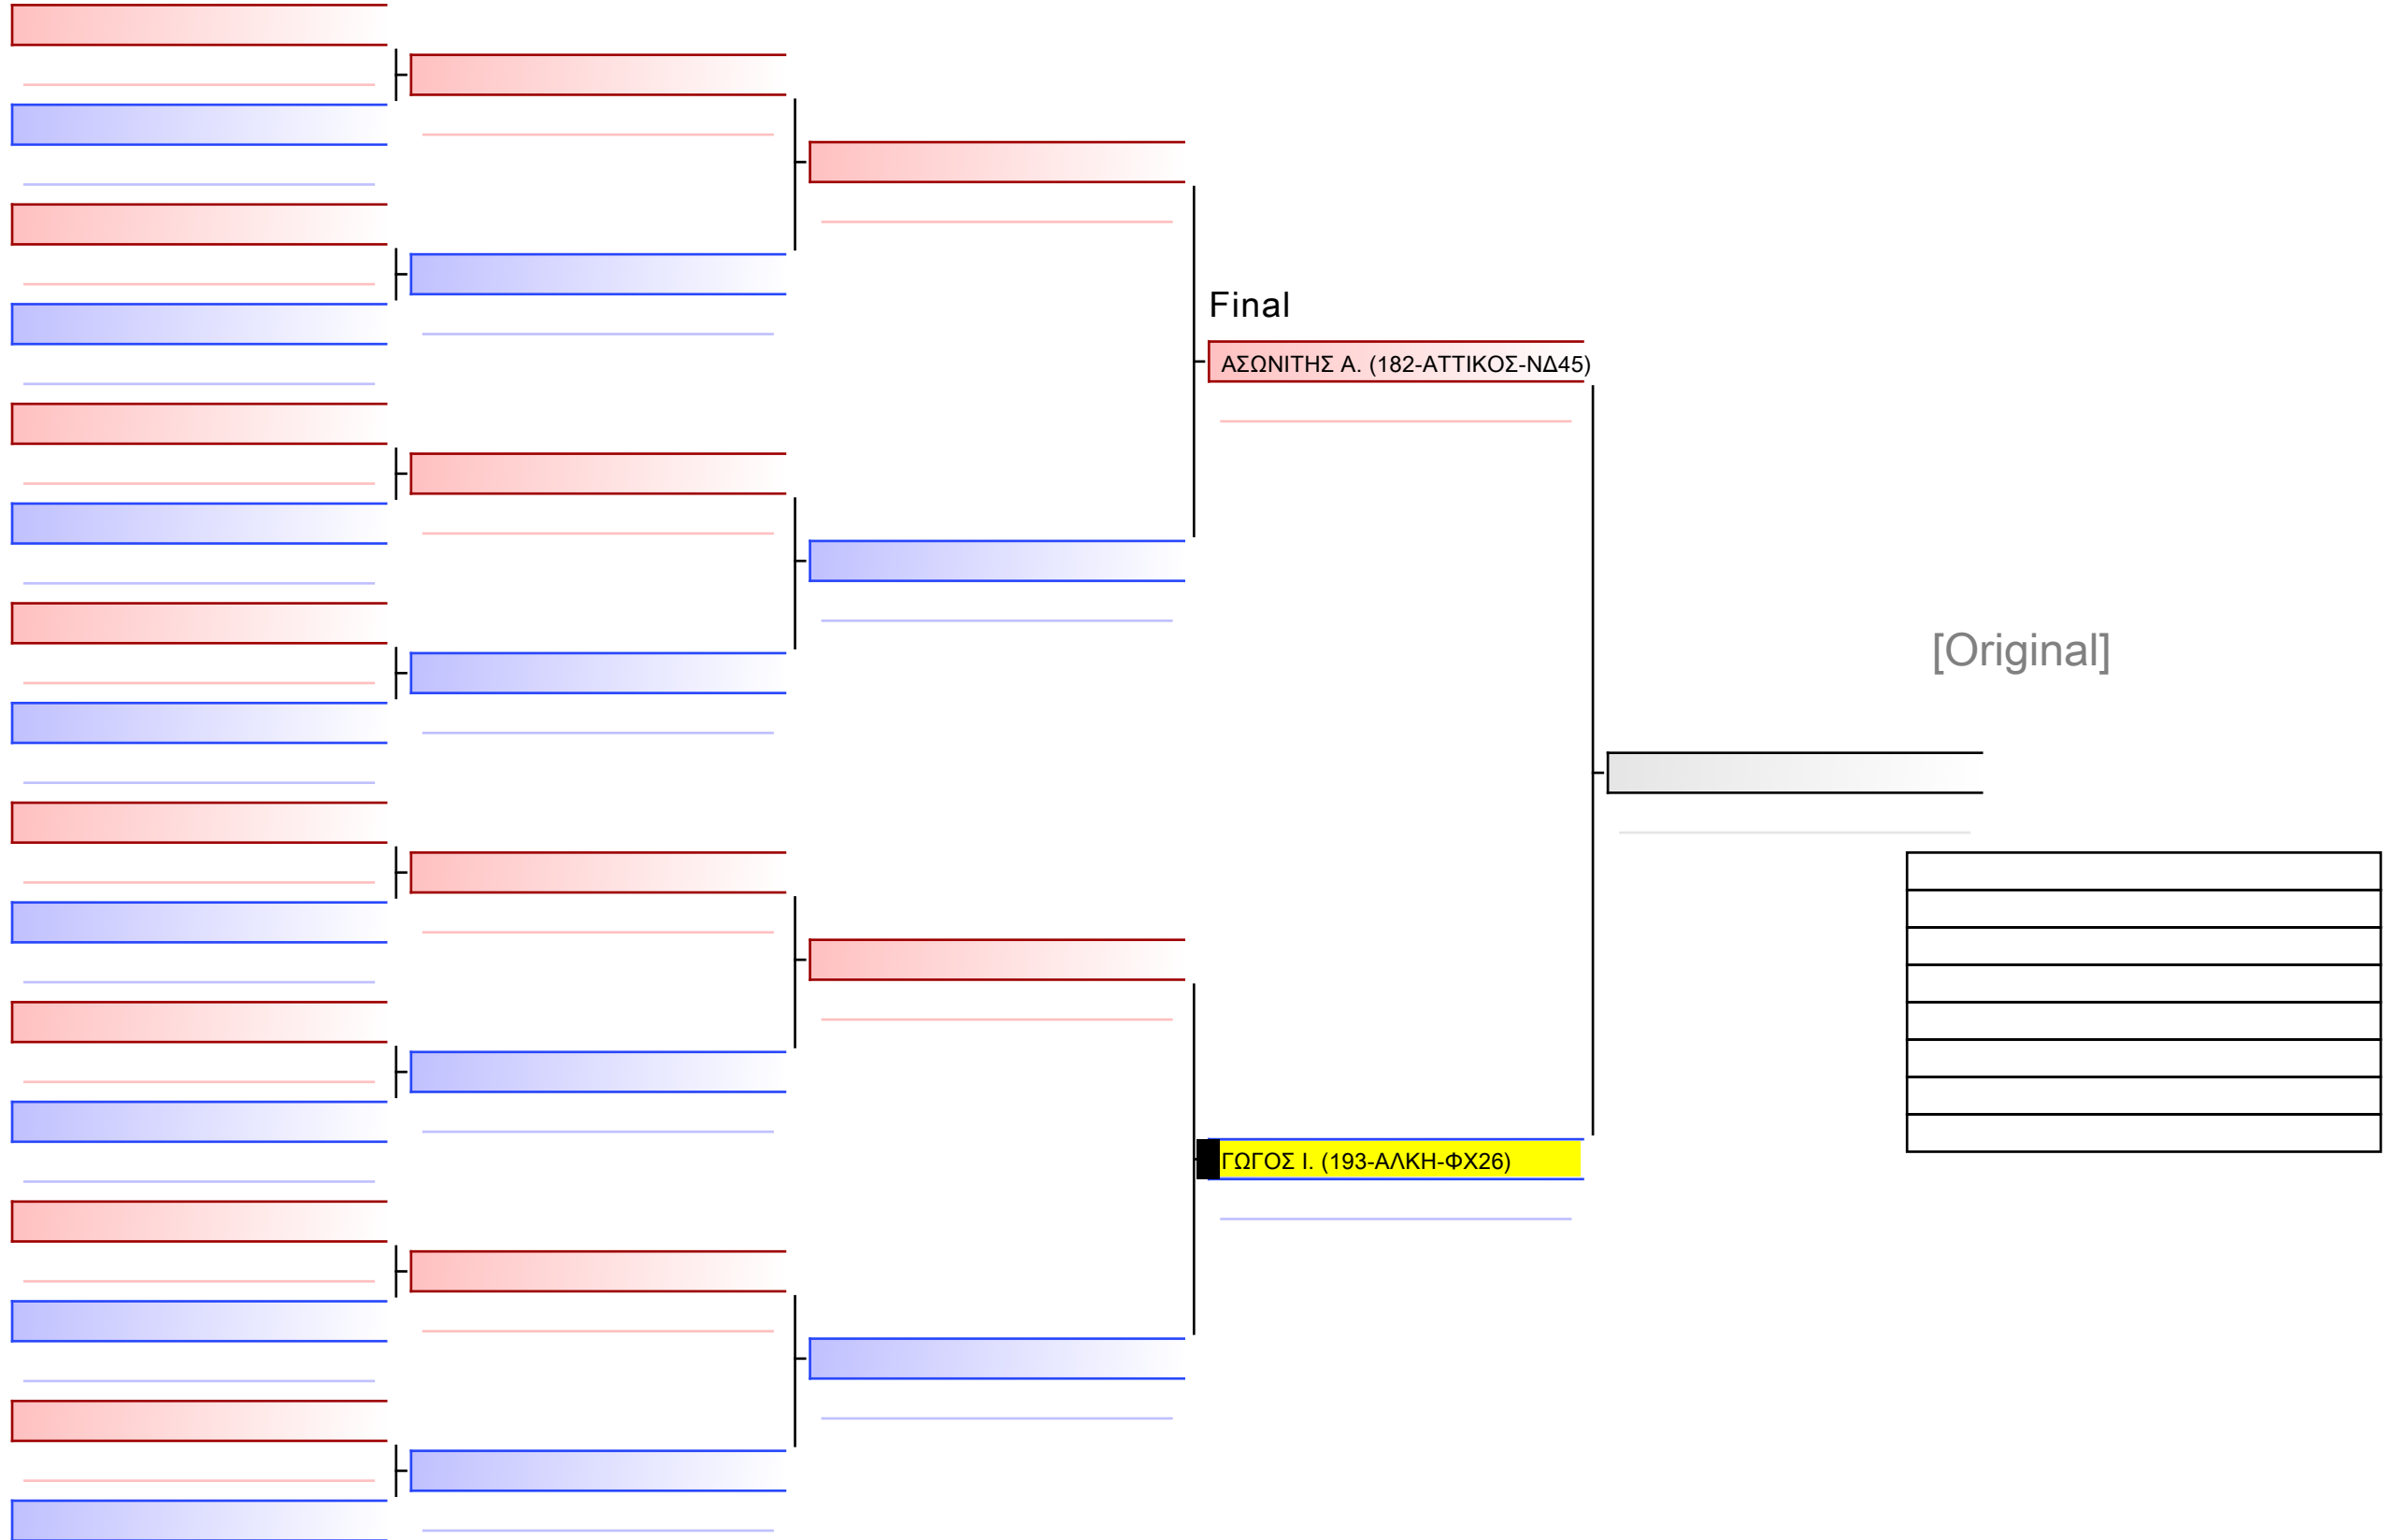 Final
ΑΣΩΝΙΤΗΣ Α. (182-ΑΤΤΙΚΟΣ-ΝΔ45)
[Original]
ΓΩΓΟΣ Ι. (193-ΑΛΚΗ-ΦΧ26)